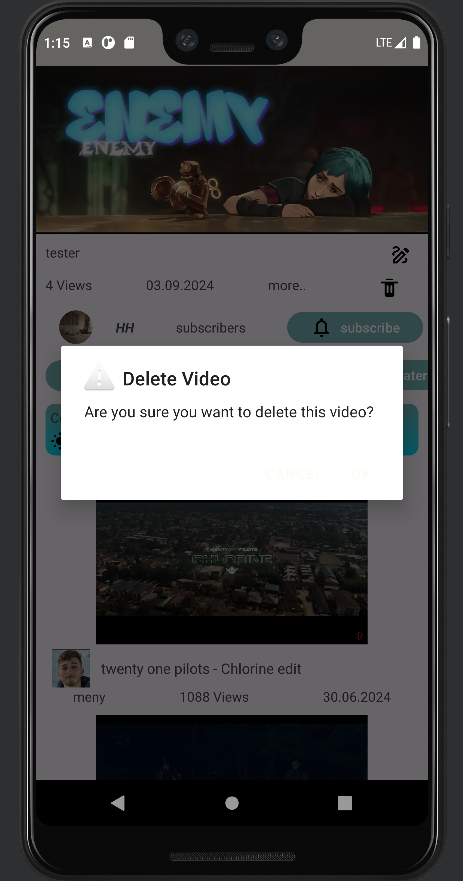 1:15
LTE
ENEMY
ENEMY
tester
4 Views 03.09.2024 more..
HH subscribers subscribe
ater
Delete Video
Are you sure you want to delete this video?
CANCEL OK
CHLORINE
twenty one pilots - Chlorine edit
meny 1088 Views 30.06.2024